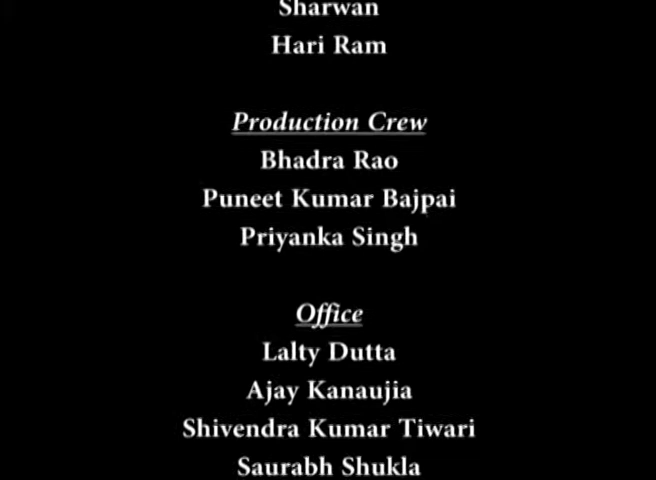 Sharwan
Hari Ram
Production Crew
Bhadra Rao
Puneet Kumar Bajpai
Priyanka Singh
Office
Lalty Dutta
Ajay Kanaujia
Shivendra Kumar Tiwari
Saurabh Shukla